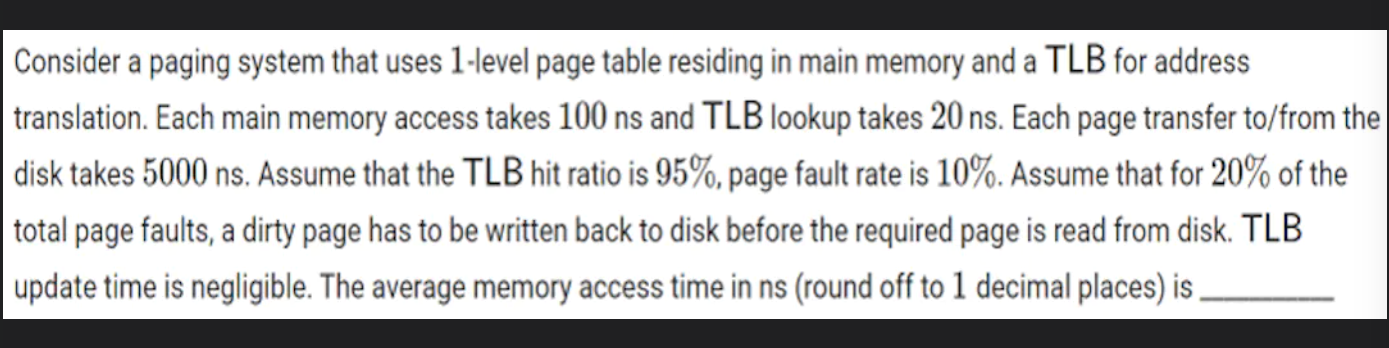 Consider a paging system that uses 1-level page table residing in main memory and a TLB for address
translation. Each main memory access takes 100 ns and TLB lookup takes 20 ns. Each page transfer to/from the
disk takes 5000 ns. Assume that the TLB hit ratio is 95%, page fault rate is 10%. Assume that for 20% of the
total page faults, a dirty page has to be written back to disk before the required page is read from disk. TLB
update time is negligible. The average memory access time in ns (round off to 1 decimal places) is __________